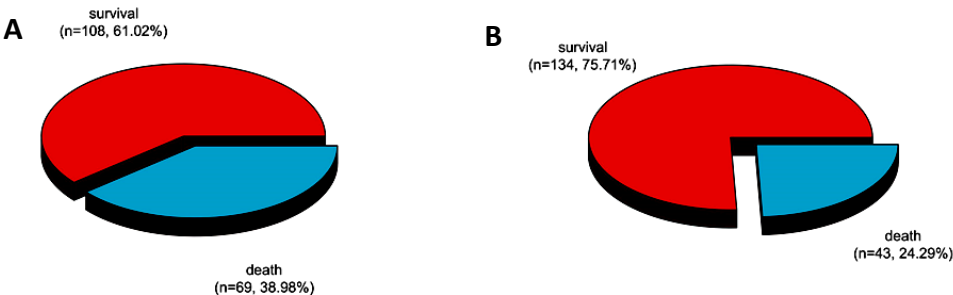 A
survival
(n=108, 61.02%)
death
(n=69, 38.98%)
B
survival
(n=134, 75.71%)
death
(n=43, 24.29%)